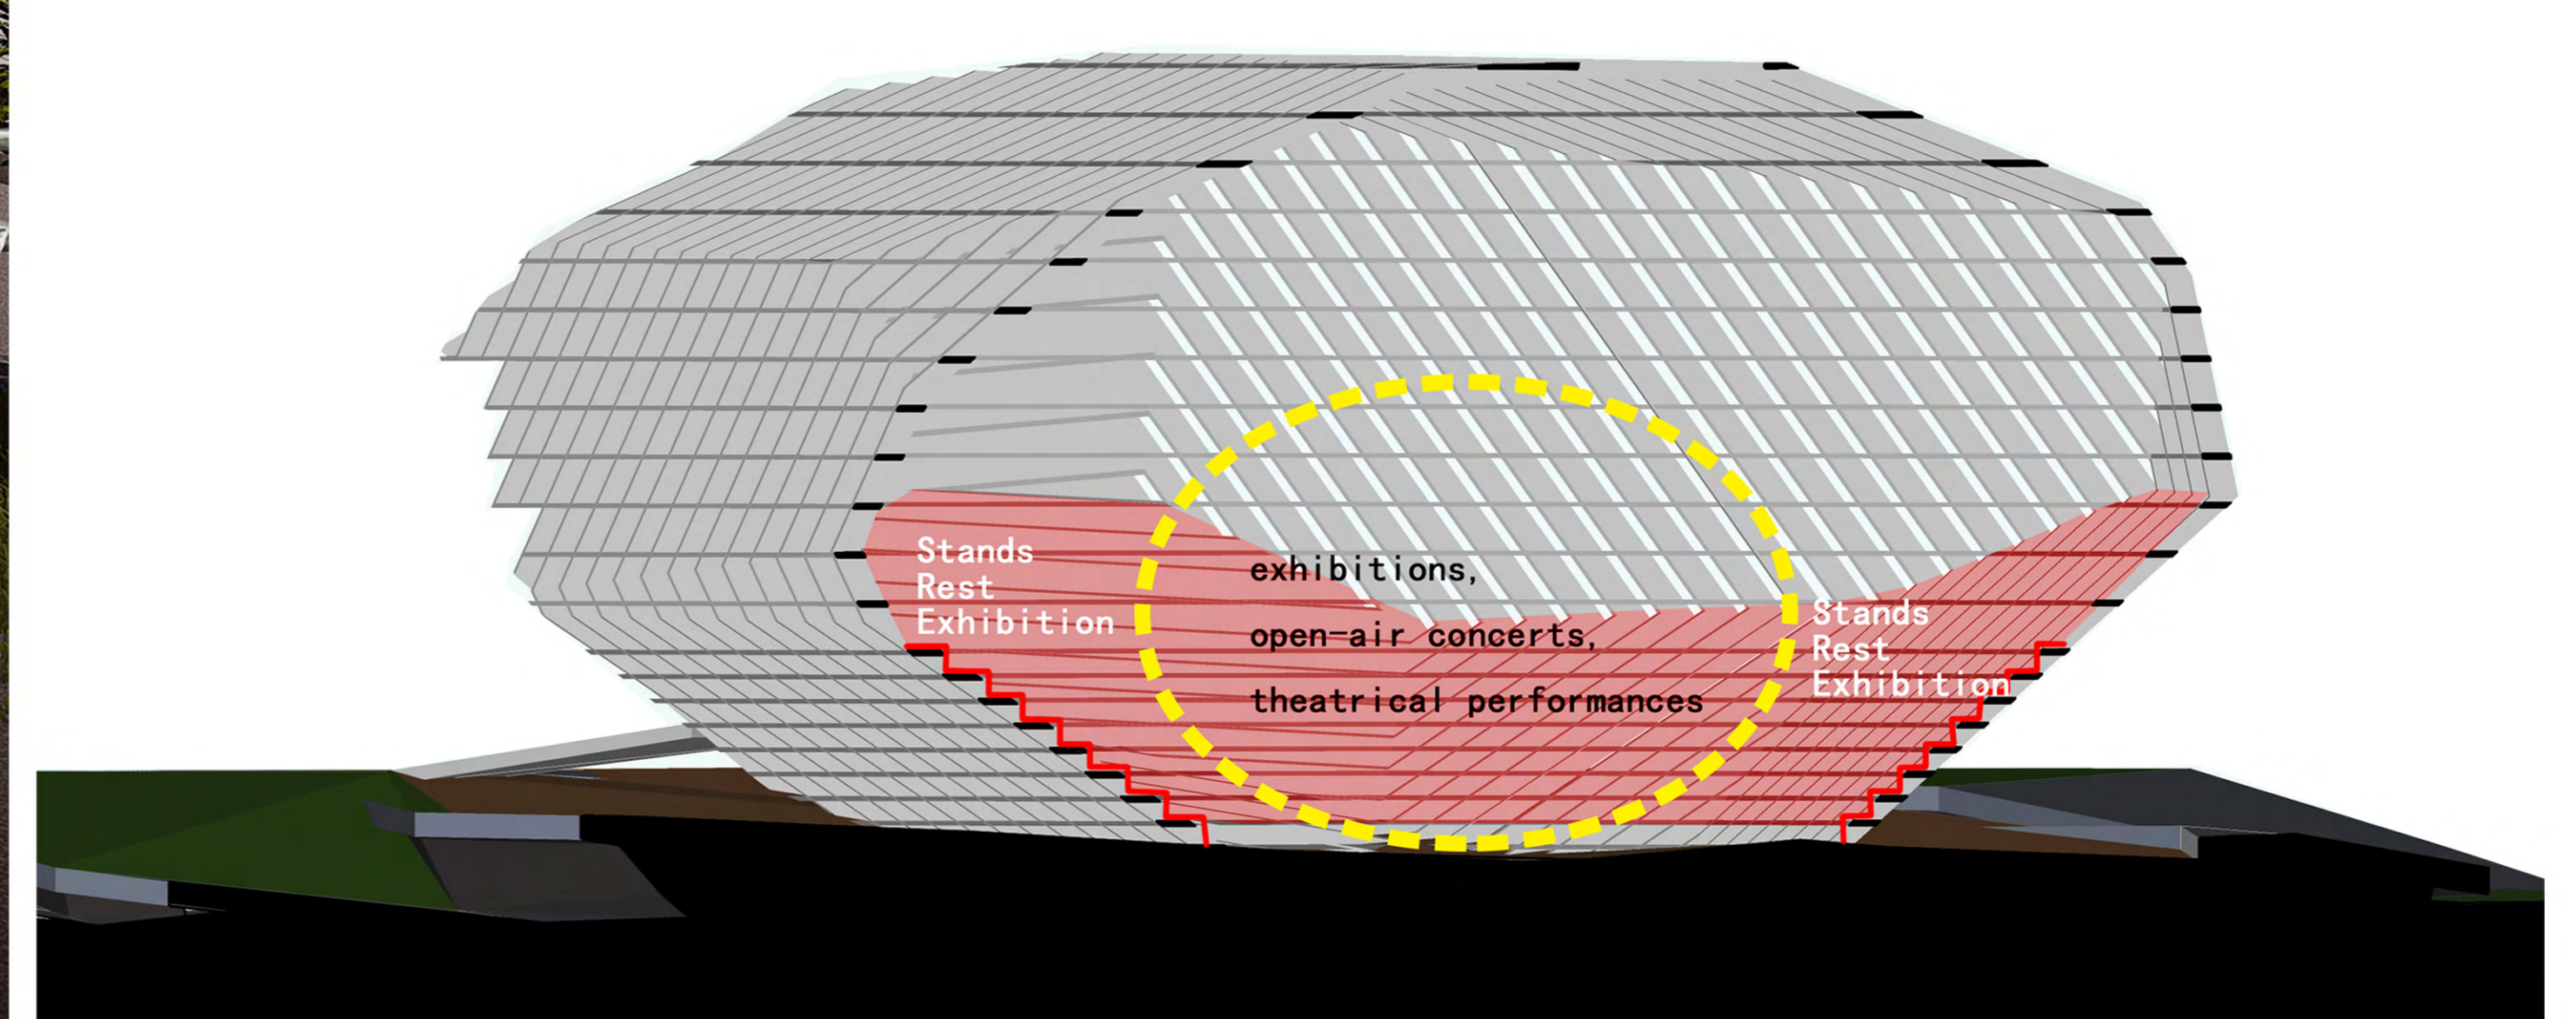 Stands
Rest
Exhibition
exhibitions,
open-air concerts,
theatrical performances
Stands
Rest
Exhibition